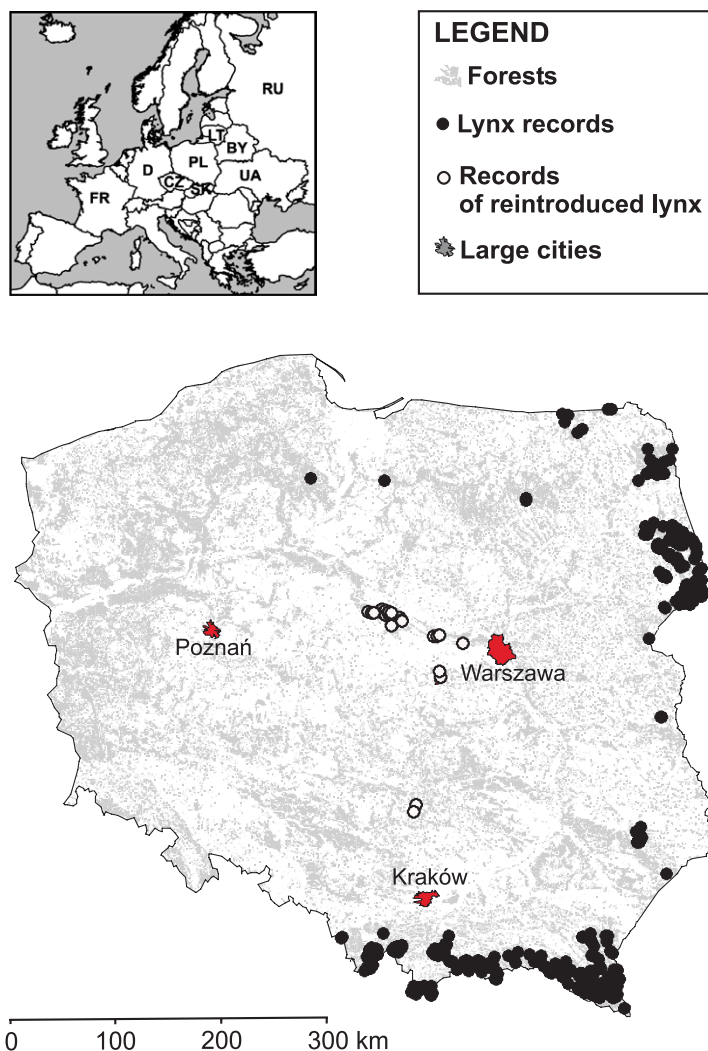 RU
LT
BY
D
PL
CZ
SK
UA
FR
LEGEND
Forests
Lynx records
Records
of reintroduced lynx
Large cities
Poznań
Warszawa
Kraków
0 100 200 300 km